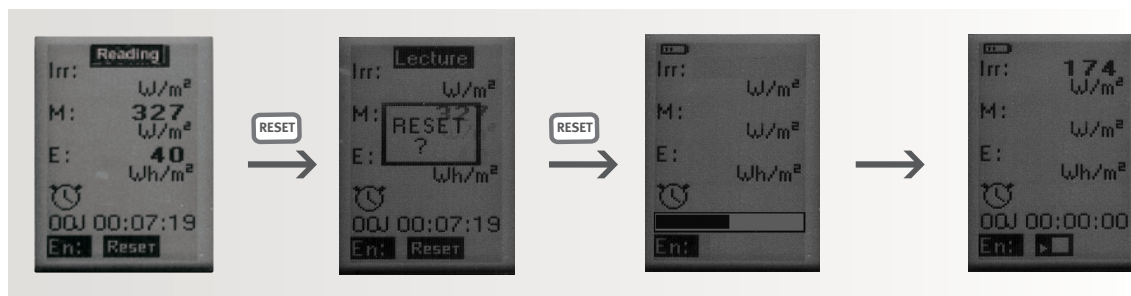 Reading
Irr:
W/m²
M: 327
W/m²
E: 40
Wh/m²
00J 00:07:19
En: RESET
RESET
Lecture
Irr:
W/m²
M: 327
RESET
?
E:
Wh/m²
00J 00:07:19
En: RESET
RESET
Irr:
W/m²
M:
W/m²
E:
Wh/m²
En:
Irr: 174
W/m²
M:
W/m²
E:
Wh/m²
00J 00:00:00
En: